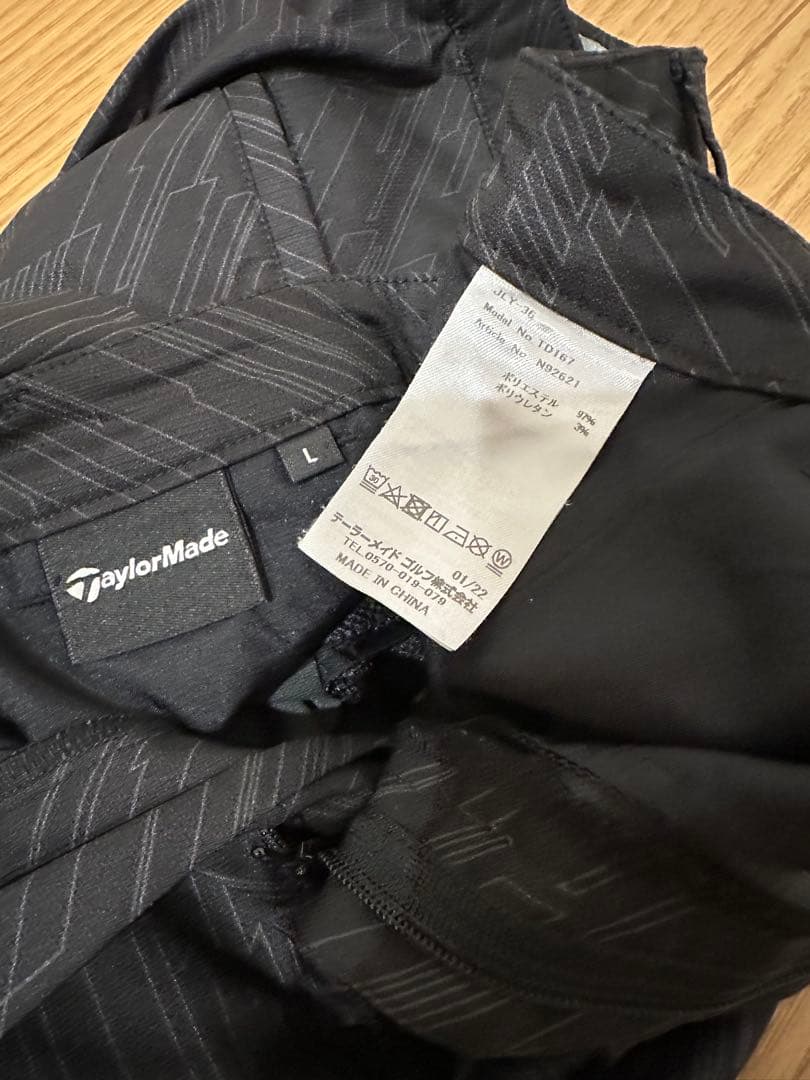 JLY-36
Model No TD167
Article No N92621
ポリエステル 97%
ポリウレタン 3%
L
TaylorMade
30
W
テーラーメイド ゴルフ株式会社
TEL0570-019-079
MADE IN CHINA 01/22